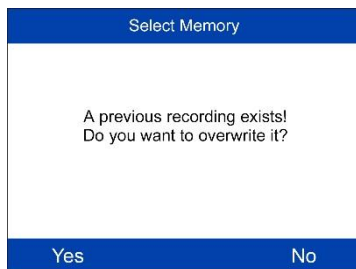 Select Memory
A previous recording exists!
Do you want to overwrite it?
Yes No